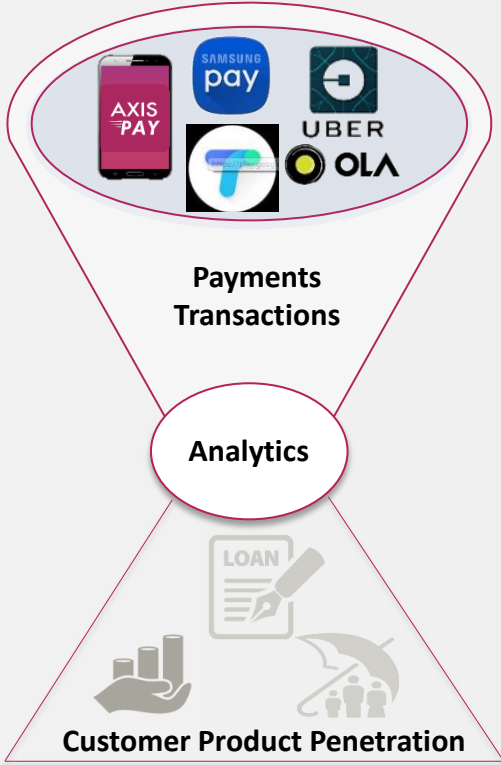 AXIS
PAY
SAMSUNG
pay
UBER
OLA
Payments
Transactions
Analytics
LOAN
Customer Product Penetration